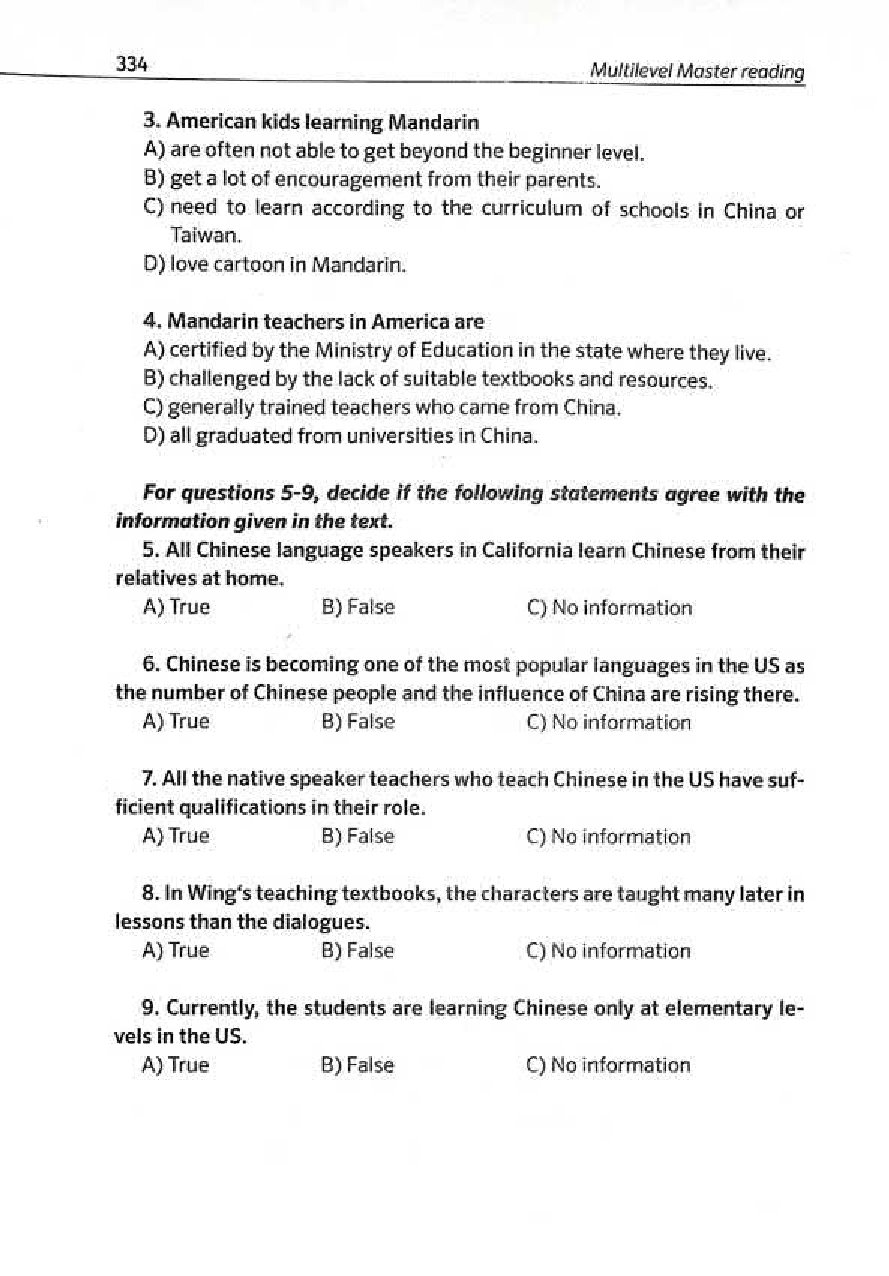 334
Multilevel Master reading
3. American kids learning Mandarin
A) are often not able to get beyond the beginner level.
B) get a lot of encouragement from their parents.
C) need to learn according to the curriculum of schools in China or
Taiwan.
D) love cartoon in Mandarin.
4. Mandarin teachers in America are
A) certified by the Ministry of Education in the state where they live.
B) challenged by the lack of suitable textbooks and resources.
C) generally trained teachers who came from China.
D) all graduated from universities in China.
For questions 5-9, decide if the following statements agree with the
information given in the text.
5. All Chinese language speakers in California learn Chinese from their
relatives at home.
A) True B) False C) No information
6. Chinese is becoming one of the most popular languages in the US as
the number of Chinese people and the influence of China are rising there.
A) True B) False C) No information
7. All the native speaker teachers who teach Chinese in the US have suf-
ficient qualifications in their role.
A) True B) False C) No information
8. In Wing's teaching textbooks, the characters are taught many later in
lessons than the dialogues.
A) True B) False C) No information
9. Currently, the students are learning Chinese only at elementary le-
vels in the US.
A) True B) False C) No information